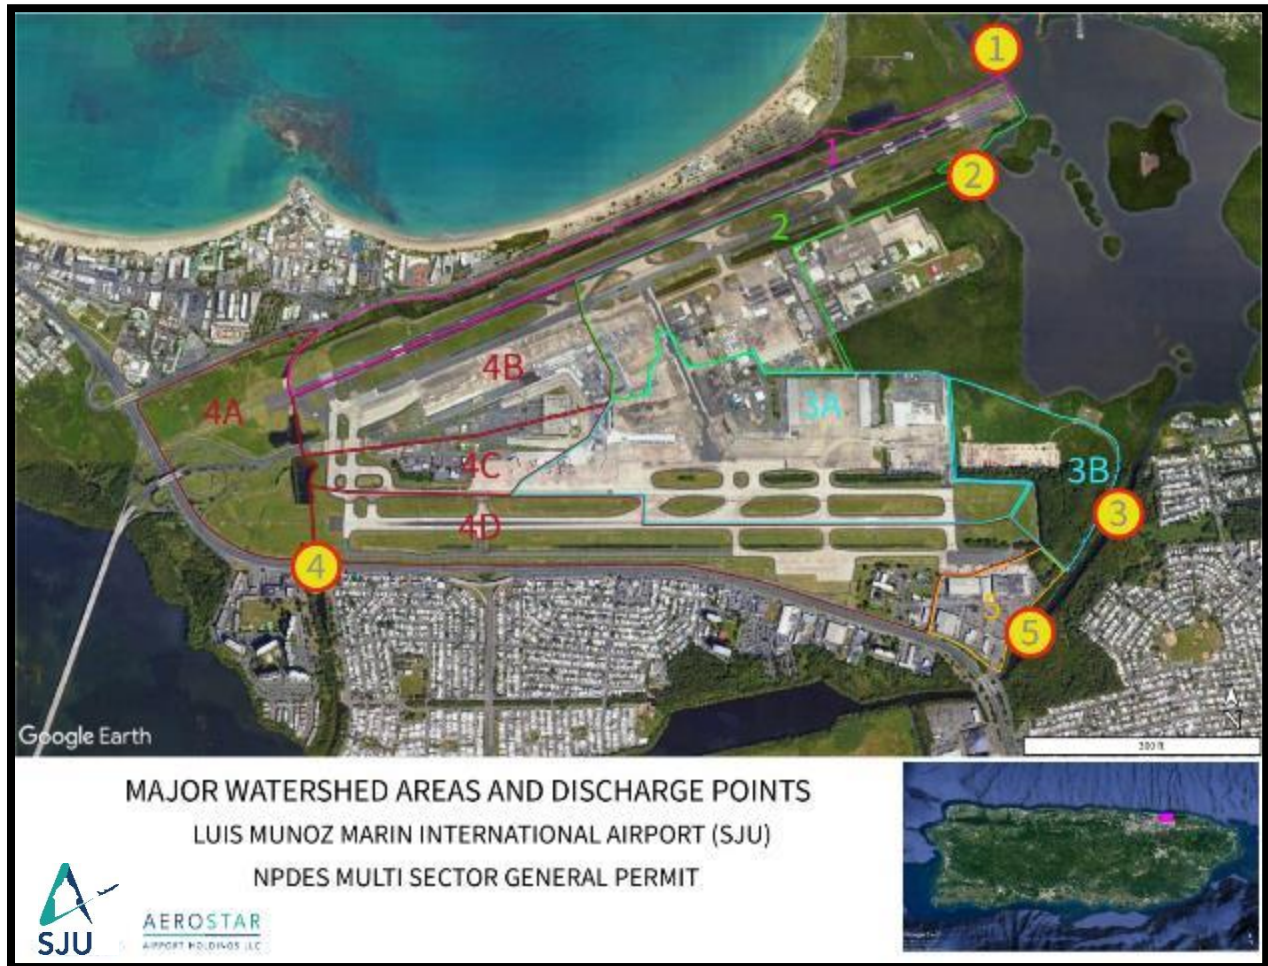 1
1
2
2
4B
4A
3A
4C
3B
3
4D
4
5
5
Google Earth
MAJOR WATERSHED AREAS AND DISCHARGE POINTS
LUIS MUNOZ MARIN INTERNATIONAL AIRPORT (SJU)
NPDES MULTI SECTOR GENERAL PERMIT
SJU
AEROSTAR
AIRPORT HOLDINGS LLC